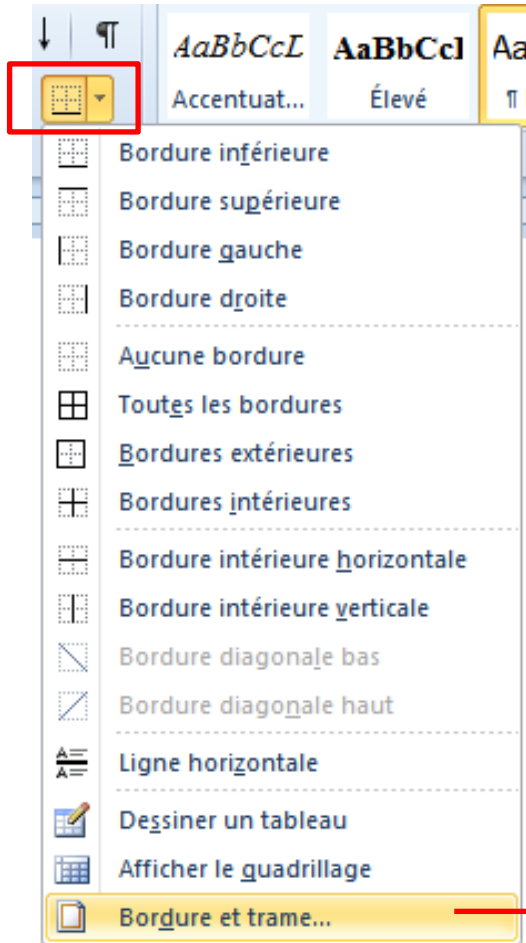 AaBbCcL AaBbCcl Aa
Accentuat... Élevé ¶
Bordure inférieure
Bordure supérieure
Bordure gauche
Bordure droite
Aucune bordure
Toutes les bordures
Bordures extérieures
Bordures intérieures
Bordure intérieure horizontale
Bordure intérieure verticale
Bordure diagonale bas
Bordure diagonale haut
Ligne horizontale
Dessiner un tableau
Afficher le quadrillage
Bordure et trame...